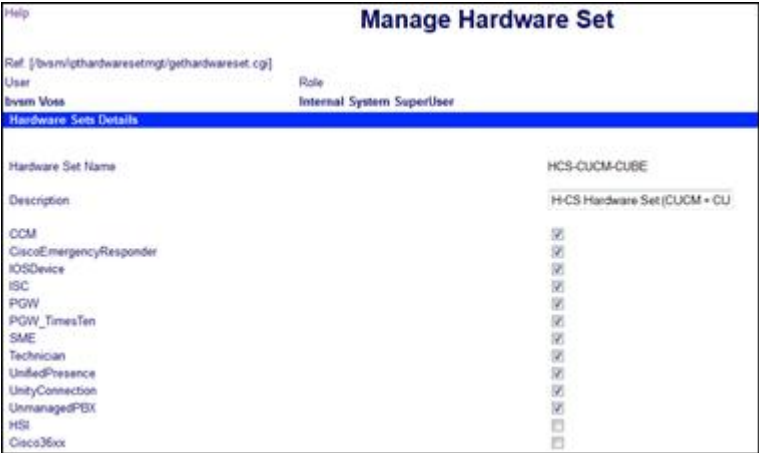 Help
Manage Hardware Set
Ref: [/bvsm/ipthardwaresetmgt/gethardwareset.cgi]
User Role
bvsm Voss Internal System SuperUser
Hardware Sets Details
Hardware Set Name HCS-CUCM-CUBE
Description H-CS Hardware Set (CUCM + CU
CCM
CiscoEmergencyResponder
IOSDevice
ISC
PGW
PGW_TimesTen
SME
Technician
UnifiedPresence
UnityConnection
UnmanagedPBX
HSI
Cisco36xx